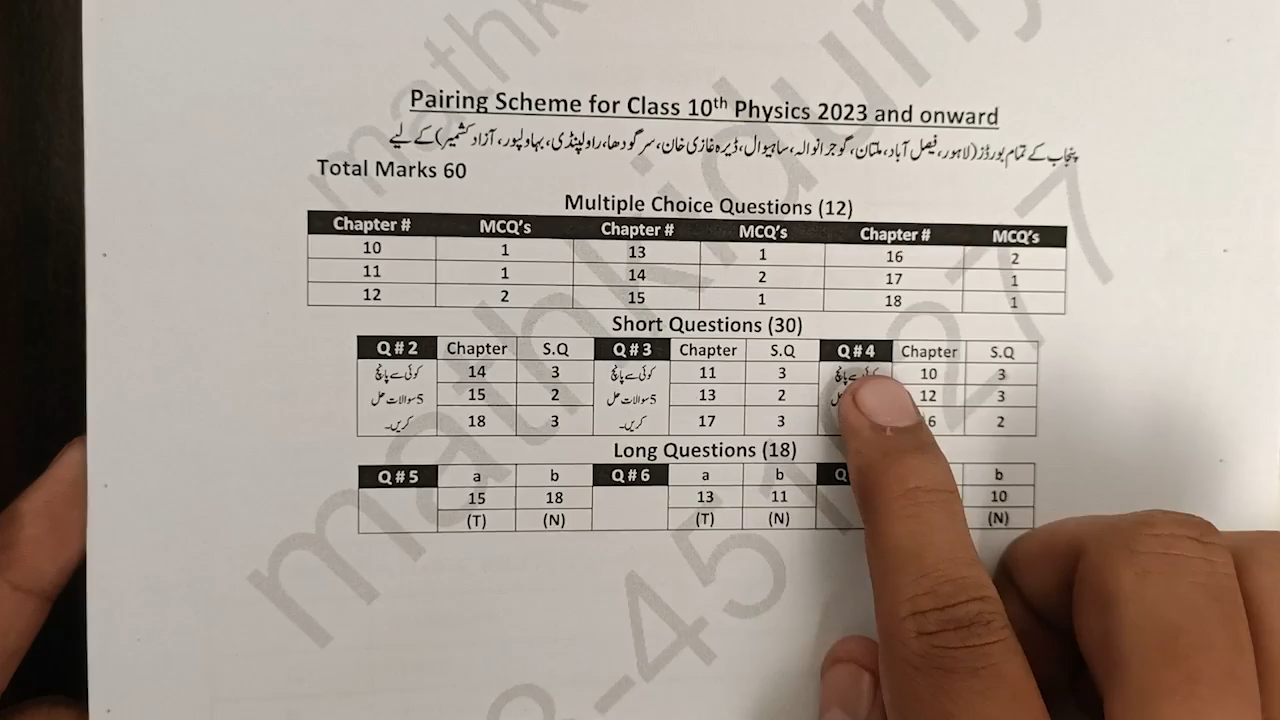 Pairing Scheme for Class 10th Physics 2023 and onward
پنجاب کے تمام بورڈز (لاہور، فیصل آباد، ملتان، گوجرانوالہ، ساہیوال، ڈیرہ غازی خان، سرگودھا، راولپنڈی، بہاولپور، آزاد کشمیر) کے لیے
Total Marks 60
Multiple Choice Questions (12)
Chapter # MCQ's Chapter # MCQ's Chapter # MCQ's
10 1 13 1 16 2
11 1 14 2 17 1
12 2 15 1 18 1
Short Questions (30)
Q # 2 Chapter S.Q Q # 3 Chapter S.Q Q # 4 Chapter S.Q
کوئی سے پانچ 14 3 کوئی سے پانچ 11 3 کوئی سے پانچ 10 3
5 سوالات حل 15 2 5 سوالات حل 13 2 12 3
کریں۔ 18 3 کریں۔ 17 3 6 2
Long Questions (18)
Q # 5 a b Q # 6 a b Q b
15 18 13 11 10
(T) (N) (T) (N) (N)